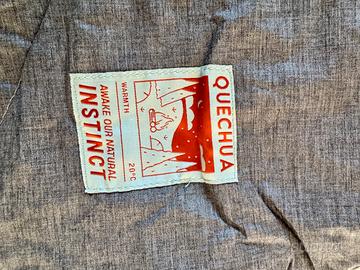 QUECHUA
WARMTH 20°C
AWAKE OUR NATURAL
INSTINCT